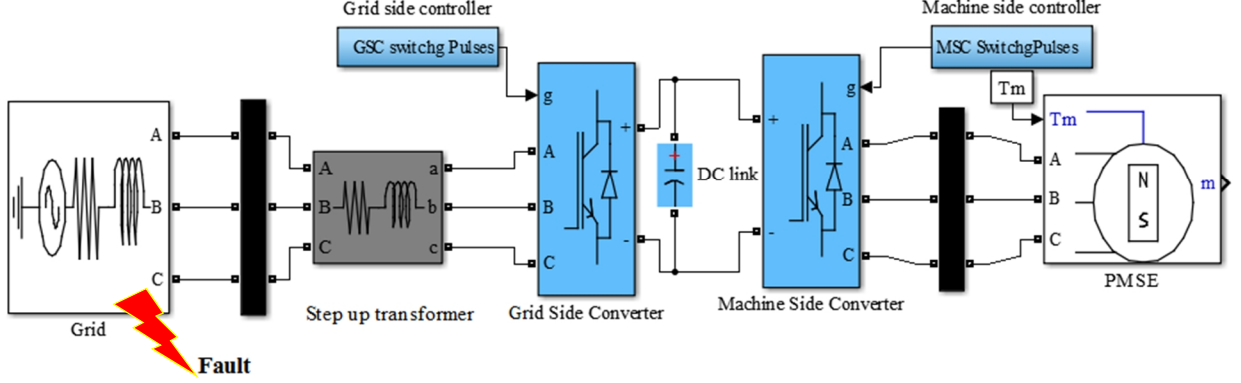 Grid side controller
GSC switchg Pulses
Machine side controller
MSC SwitchgPulses
Tm
A
B
C
Grid
Fault
A
B
C
a
b
c
Step up transformer
g
A
B
C
+
-
Grid Side Converter
+
DC link
g
+
-
A
B
C
Machine Side Converter
Tm
A
B
C
N
S
m
PMSE